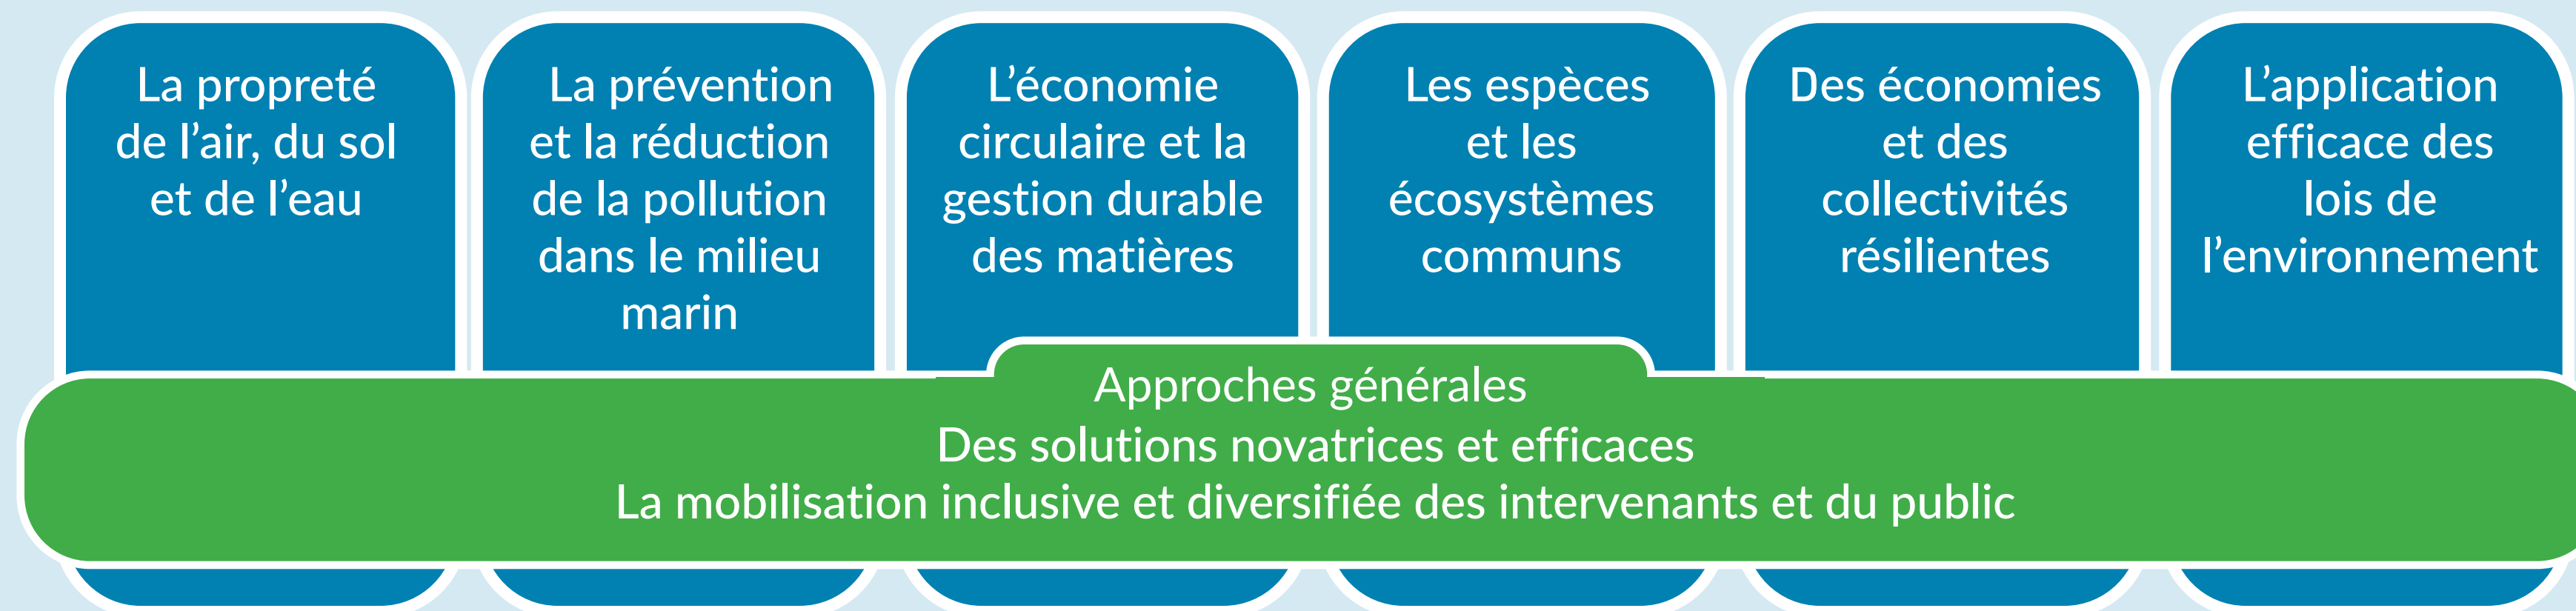 La propreté
de l’air, du sol
et de l’eau
La prévention
et la réduction
de la pollution
dans le milieu
marin
L’économie
circulaire et la
gestion durable
des matières
Les espèces
et les
écosystèmes
communs
Des économies
et des
collectivités
résilientes
L’application
efficace des
lois de
l’environnement
Approches générales
Des solutions novatrices et efficaces
La mobilisation inclusive et diversifiée des intervenants et du public